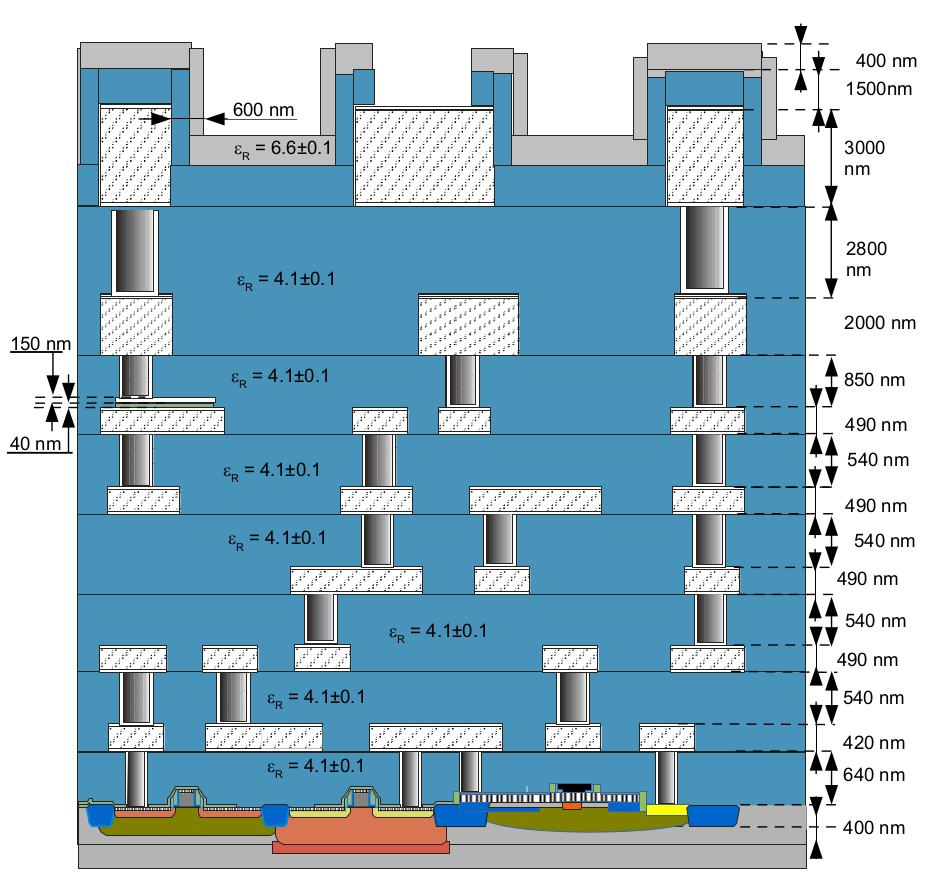 400 nm
1500nm
600 nm
εR = 6.6±0.1
3000
nm
2800
nm
εR = 4.1±0.1
2000 nm
150 nm
εR = 4.1±0.1
850 nm
490 nm
40 nm
540 nm
εR = 4.1±0.1
490 nm
εR = 4.1±0.1
540 nm
490 nm
540 nm
εR = 4.1±0.1
490 nm
εR = 4.1±0.1
540 nm
420 nm
εR = 4.1±0.1
640 nm
400 nm